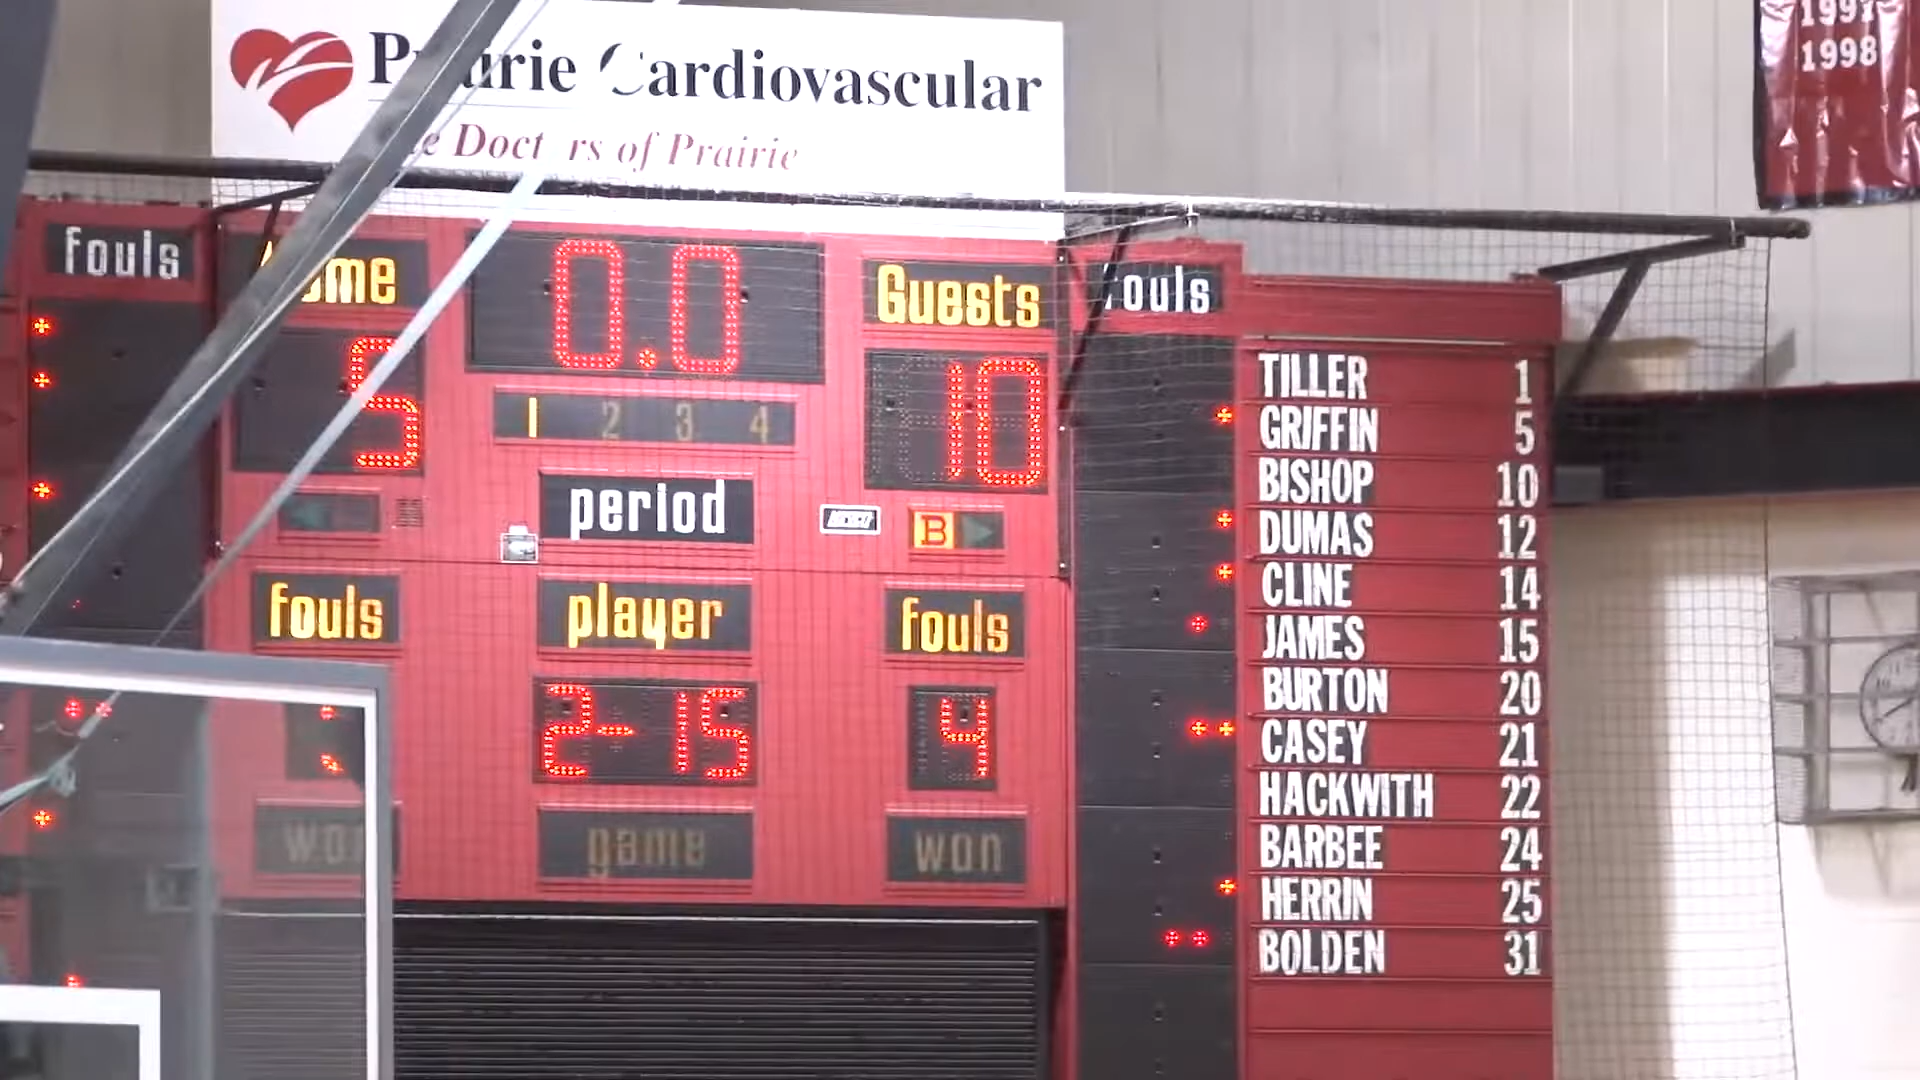 Prairie Cardiovascular
Doct rs of Prairie
1998
fouls
0.0
Guests
fouls
5
10
1 2 3 4
period
B
fouls
player
fouls
2-15
4
game
won
TILLER 1
GRIFFIN 5
BISHOP 10
DUMAS 12
CLINE 14
JAMES 15
BURTON 20
CASEY 21
HACKWITH 22
BARBEE 24
HERRIN 25
BOLDEN 31